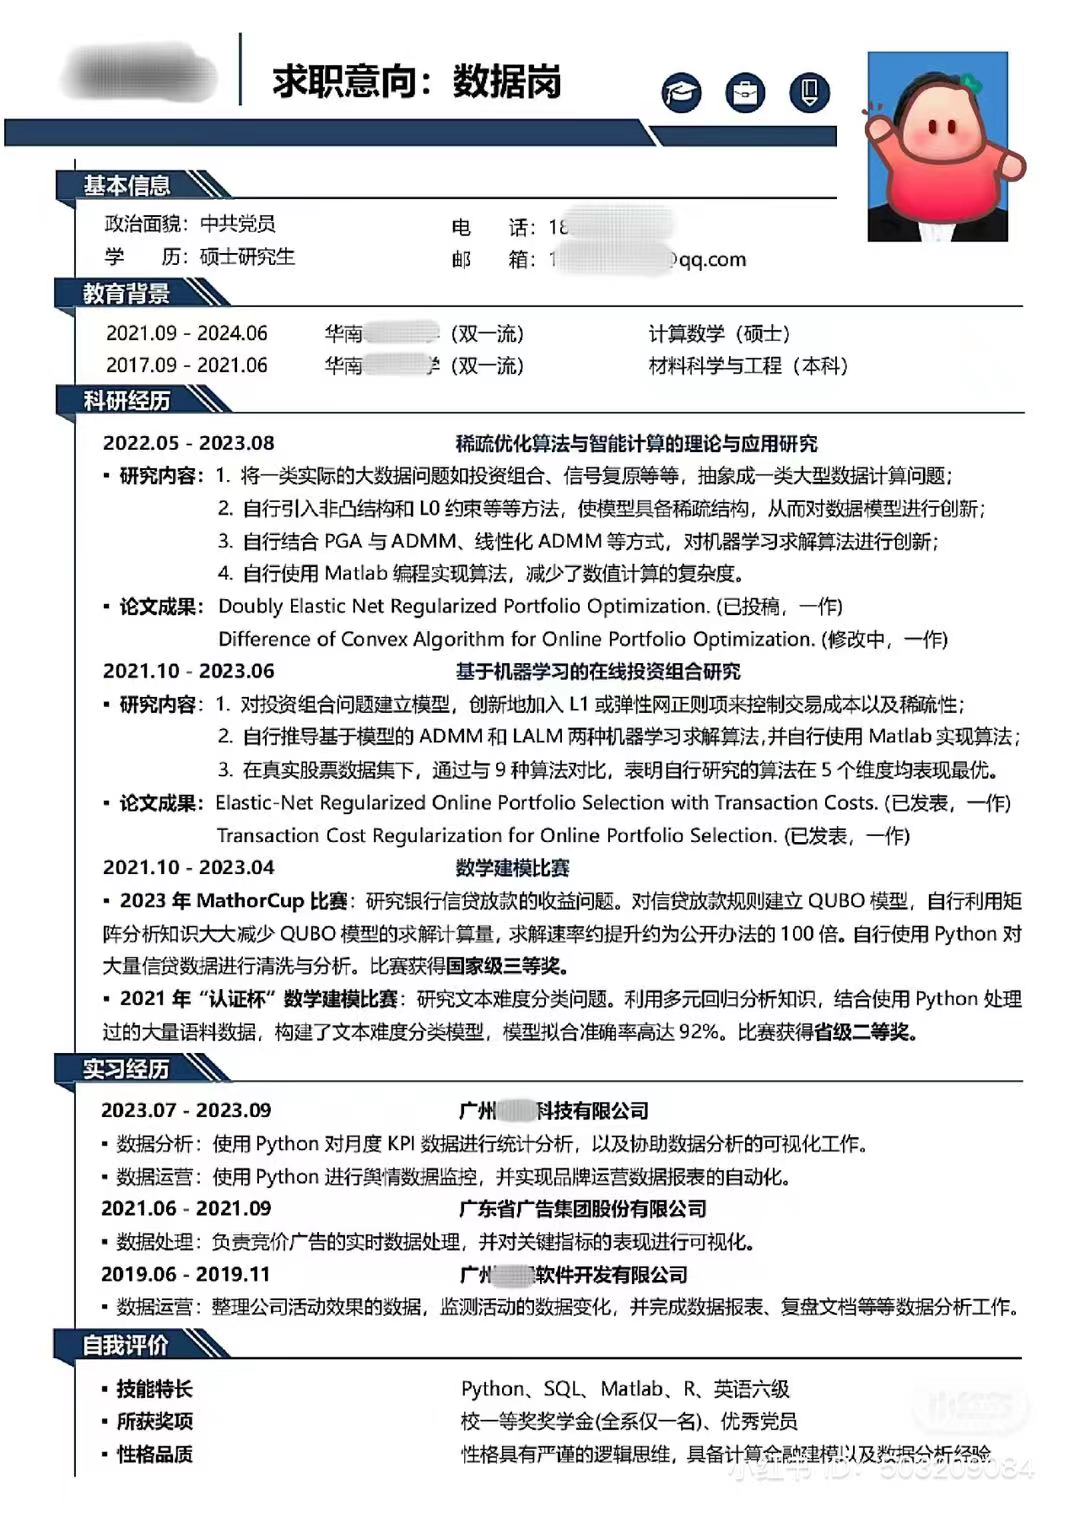 求职意向：数据岗
基本信息
政治面貌：中共党员
电 话：18
学 历：硕士研究生
邮 箱：1 @qq.com
教育背景
2021.09 - 2024.06 华南 （双一流） 计算数学（硕士）
2017.09 - 2021.06 华南 学（双一流） 材料科学与工程（本科）
科研经历
2022.05 - 2023.08 稀疏优化算法与智能计算的理论与应用研究
▪ 研究内容：1. 将一类实际的大数据问题如投资组合、信号复原等等，抽象成一类大型数据计算问题；
2. 自行引入非凸结构和 L0 约束等等方法，使模型具备稀疏结构，从而对数据模型进行创新；
3. 自行结合 PGA 与 ADMM、线性化 ADMM 等方式，对机器学习求解算法进行创新；
4. 自行使用 Matlab 编程实现算法，减少了数值计算的复杂度。
▪ 论文成果：Doubly Elastic Net Regularized Portfolio Optimization. (已投稿，一作)
Difference of Convex Algorithm for Online Portfolio Optimization. (修改中，一作)
2021.10 - 2023.06 基于机器学习的在线投资组合研究
▪ 研究内容：1. 对投资组合问题建立模型，创新地加入 L1 或弹性网正则项来控制交易成本以及稀疏性；
2. 自行推导基于模型的 ADMM 和 LALM 两种机器学习求解算法,并自行使用 Matlab 实现算法；
3. 在真实股票数据集下，通过与 9 种算法对比，表明自行研究的算法在 5 个维度均表现最优。
▪ 论文成果：Elastic-Net Regularized Online Portfolio Selection with Transaction Costs. (已发表，一作)
Transaction Cost Regularization for Online Portfolio Selection. (已发表，一作)
2021.10 - 2023.04 数学建模比赛
▪ 2023 年 MathorCup 比赛：研究银行信贷放款的收益问题。对信贷放款规则建立 QUBO 模型，自行利用矩
阵分析知识大大减少 QUBO 模型的求解计算量，求解速率约提升约为公开办法的 100 倍。自行使用 Python 对
大量信贷数据进行清洗与分析。比赛获得国家级三等奖。
▪ 2021 年“认证杯”数学建模比赛：研究文本难度分类问题。利用多元回归分析知识，结合使用 Python 处理
过的大量语料数据，构建了文本难度分类模型，模型拟合准确率高达 92%。比赛获得省级二等奖。
实习经历
2023.07 - 2023.09 广州 科技有限公司
▪ 数据分析：使用 Python 对月度 KPI 数据进行统计分析，以及协助数据分析的可视化工作。
▪ 数据运营：使用 Python 进行舆情数据监控，并实现品牌运营数据报表的自动化。
2021.06 - 2021.09 广东省广告集团股份有限公司
▪ 数据处理：负责竞价广告的实时数据处理，并对关键指标的表现进行可视化。
2019.06 - 2019.11 广州 软件开发有限公司
▪ 数据运营：整理公司活动效果的数据，监测活动的数据变化，并完成数据报表、复盘文档等等数据分析工作。
自我评价
▪ 技能特长 Python、SQL、Matlab、R、英语六级
▪ 所获奖项 校一等奖奖学金(全系仅一名)、优秀党员
▪ 性格品质 性格具有严谨的逻辑思维，具备计算金融建模以及数据分析经验
小红书
小红书 ID：503209084